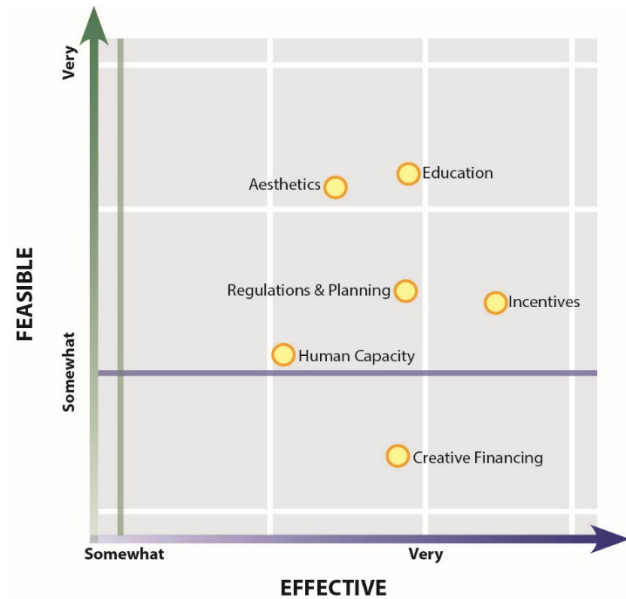 Very
Aesthetics
Education
FEASIBLE
Regulations & Planning
Incentives
Somewhat
Human Capacity
Creative Financing
Somewhat
Very
EFFECTIVE